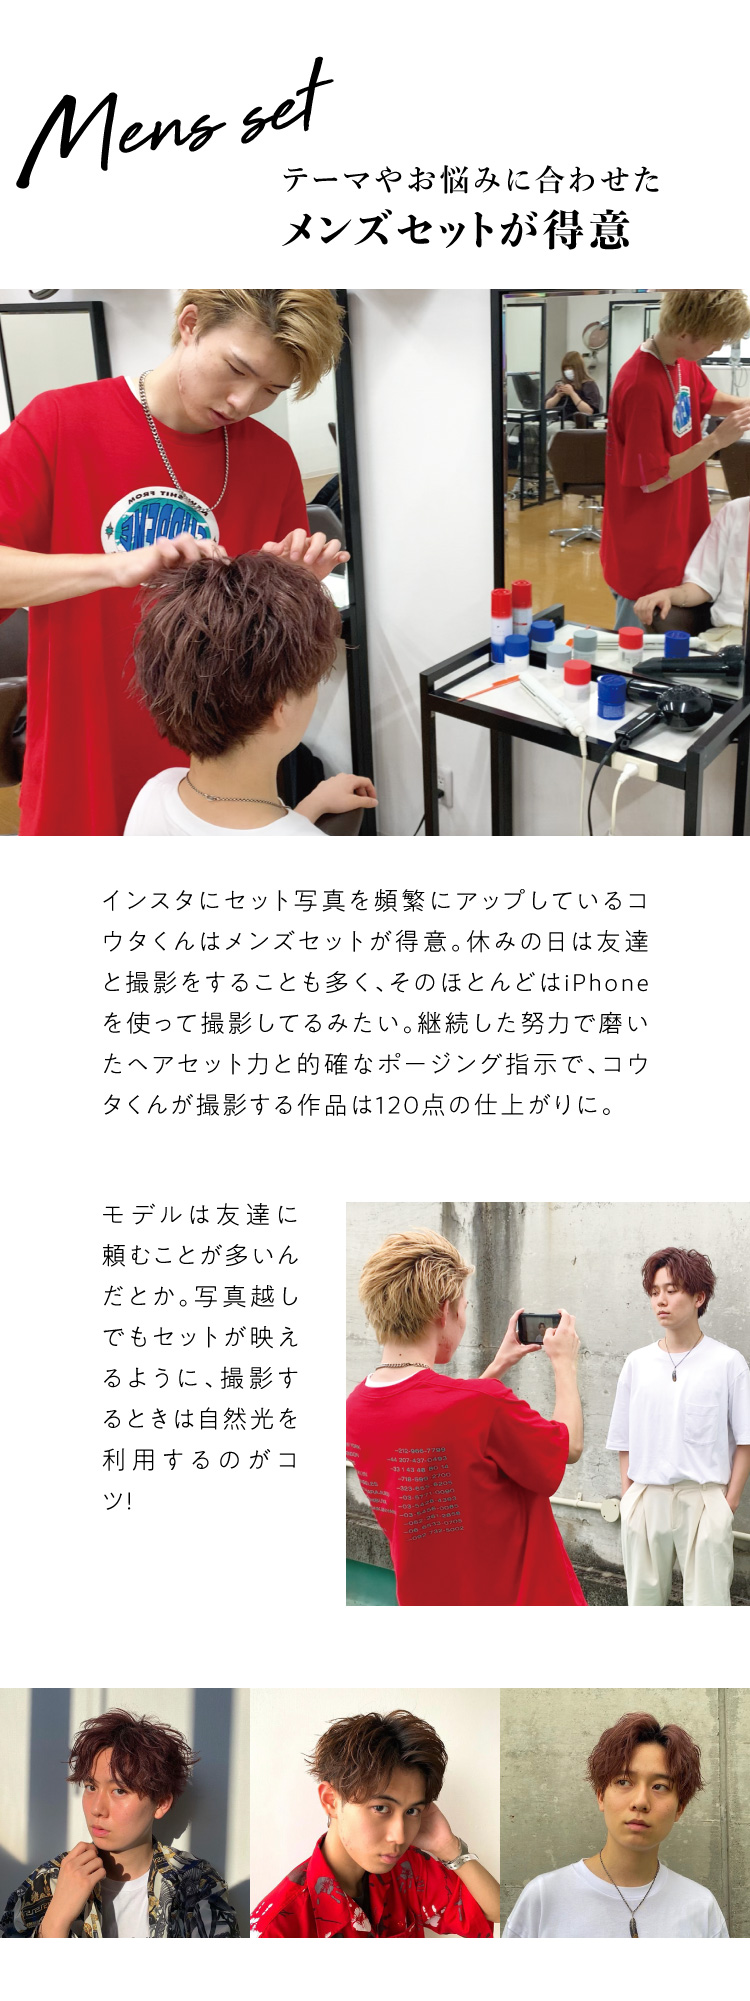 Mens set
テーマやお悩みに合わせた
メンズセットが得意
インスタにセット写真を頻繁にアップしているコ
ウタくんはメンズセットが得意。休みの日は友達
と撮影をすることも多く、そのほとんどはiPhone
を使って撮影してるみたい。継続した努力で磨い
たヘアセット力と的確なポージング指示で、コウ
タくんが撮影する作品は120点の仕上がりに。
モデルは友達に
頼むことが多いん
だとか。写真越し
でもセットが映え
るように、撮影す
るときは自然光を
利用するのがコ
ツ!